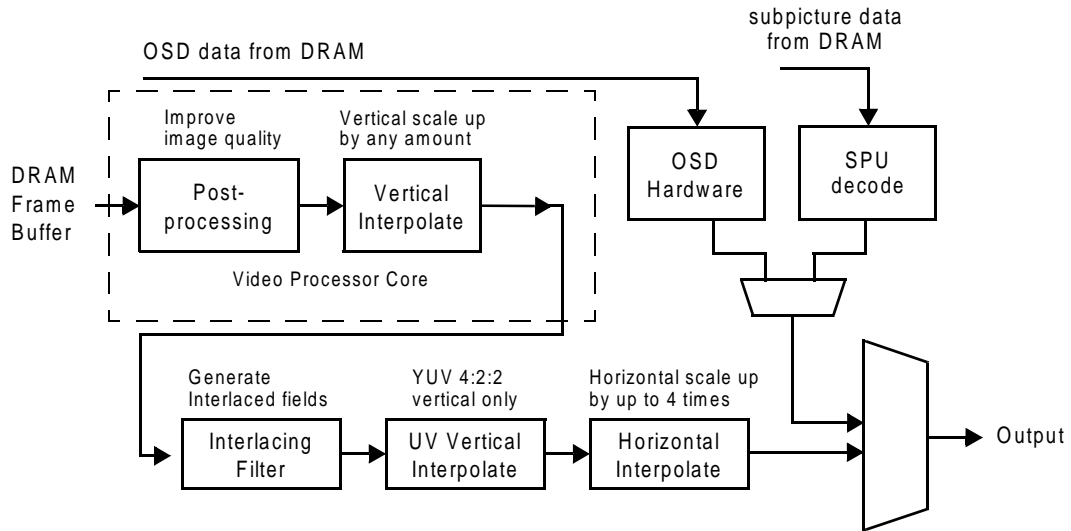 subpicture data
from DRAM
OSD data from DRAM
Improve
image quality
Vertical scale up
by any amount
DRAM
Frame
Buffer
Post-
processing
Vertical
Interpolate
OSD
Hardware
SPU
decode
Video Processor Core
Generate
Interlaced fields
YUV 4:2:2
vertical only
Horizontal scale up
by up to 4 times
Interlacing
Filter
UV Vertical
Interpolate
Horizontal
Interpolate
Output